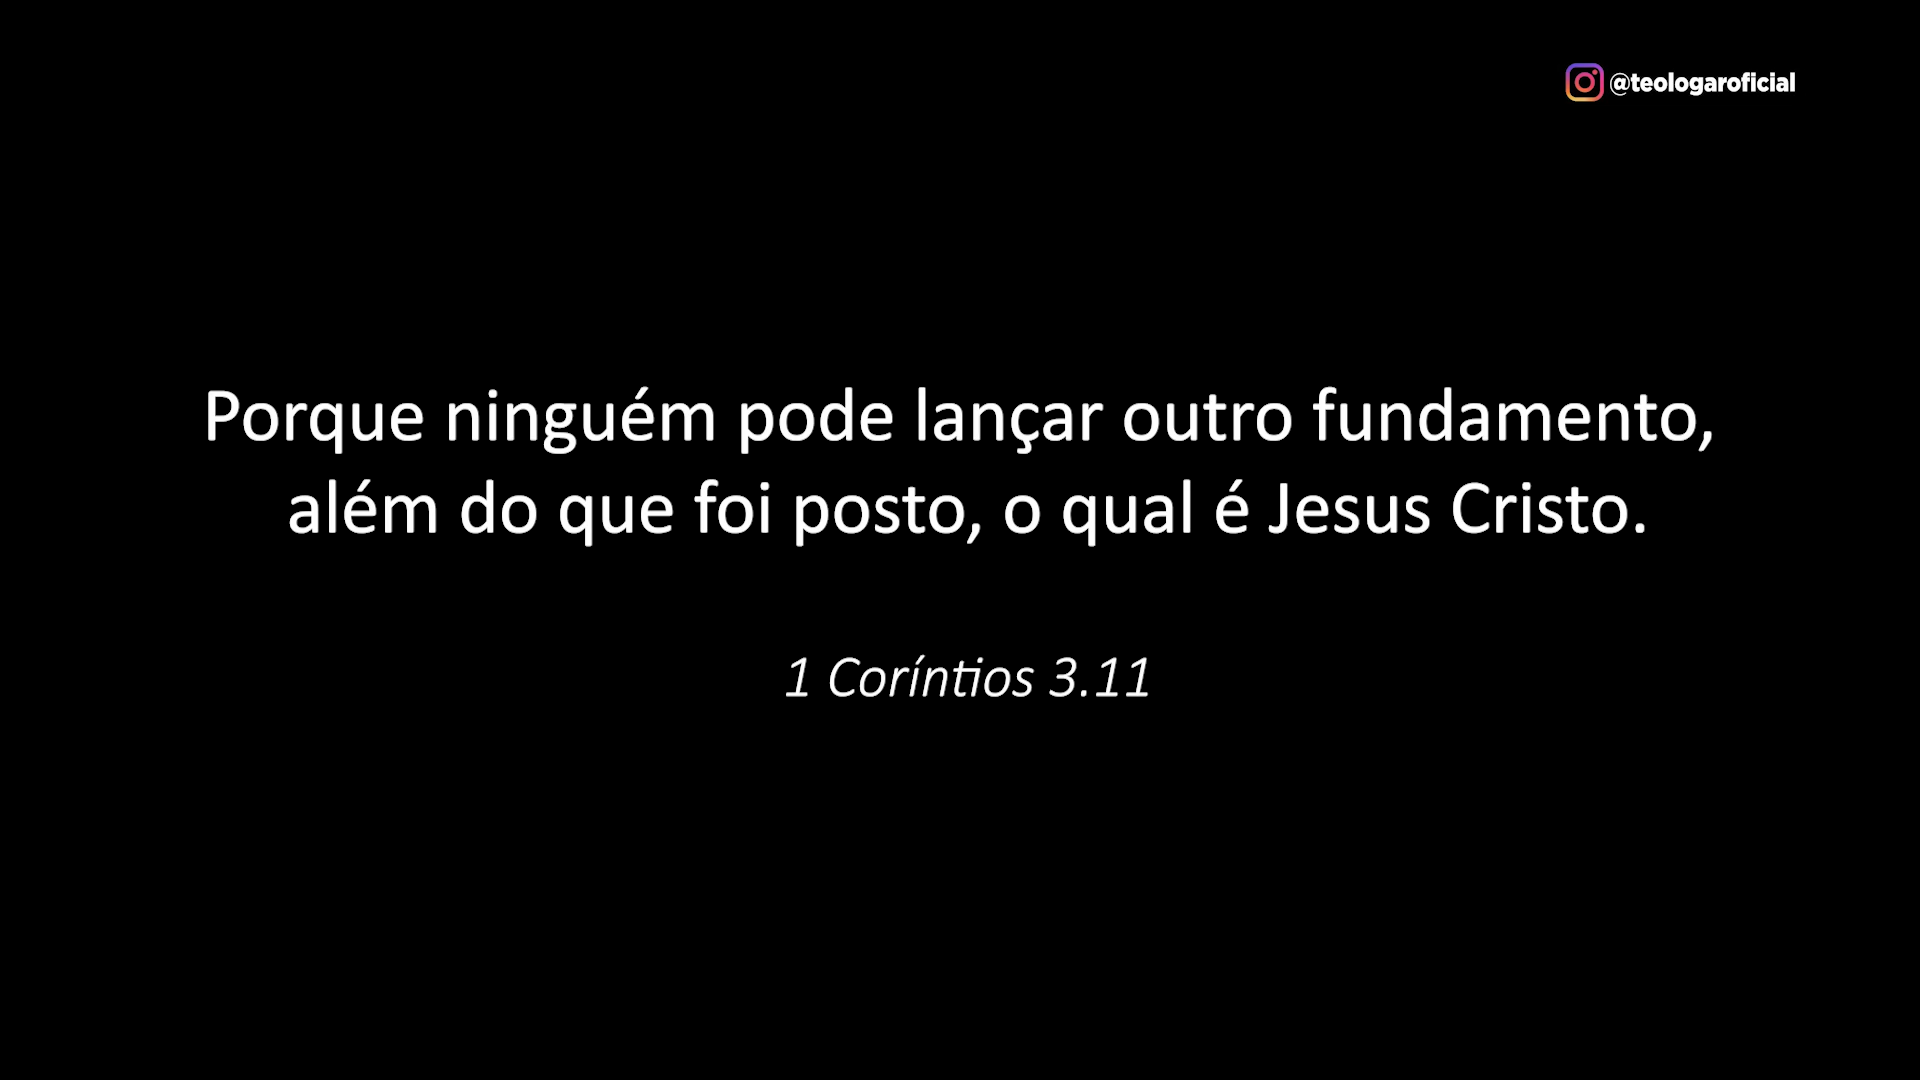 @teologaroficial
Porque ninguém pode lançar outro fundamento,
além do que foi posto, o qual é Jesus Cristo.
1 Coríntios 3.11